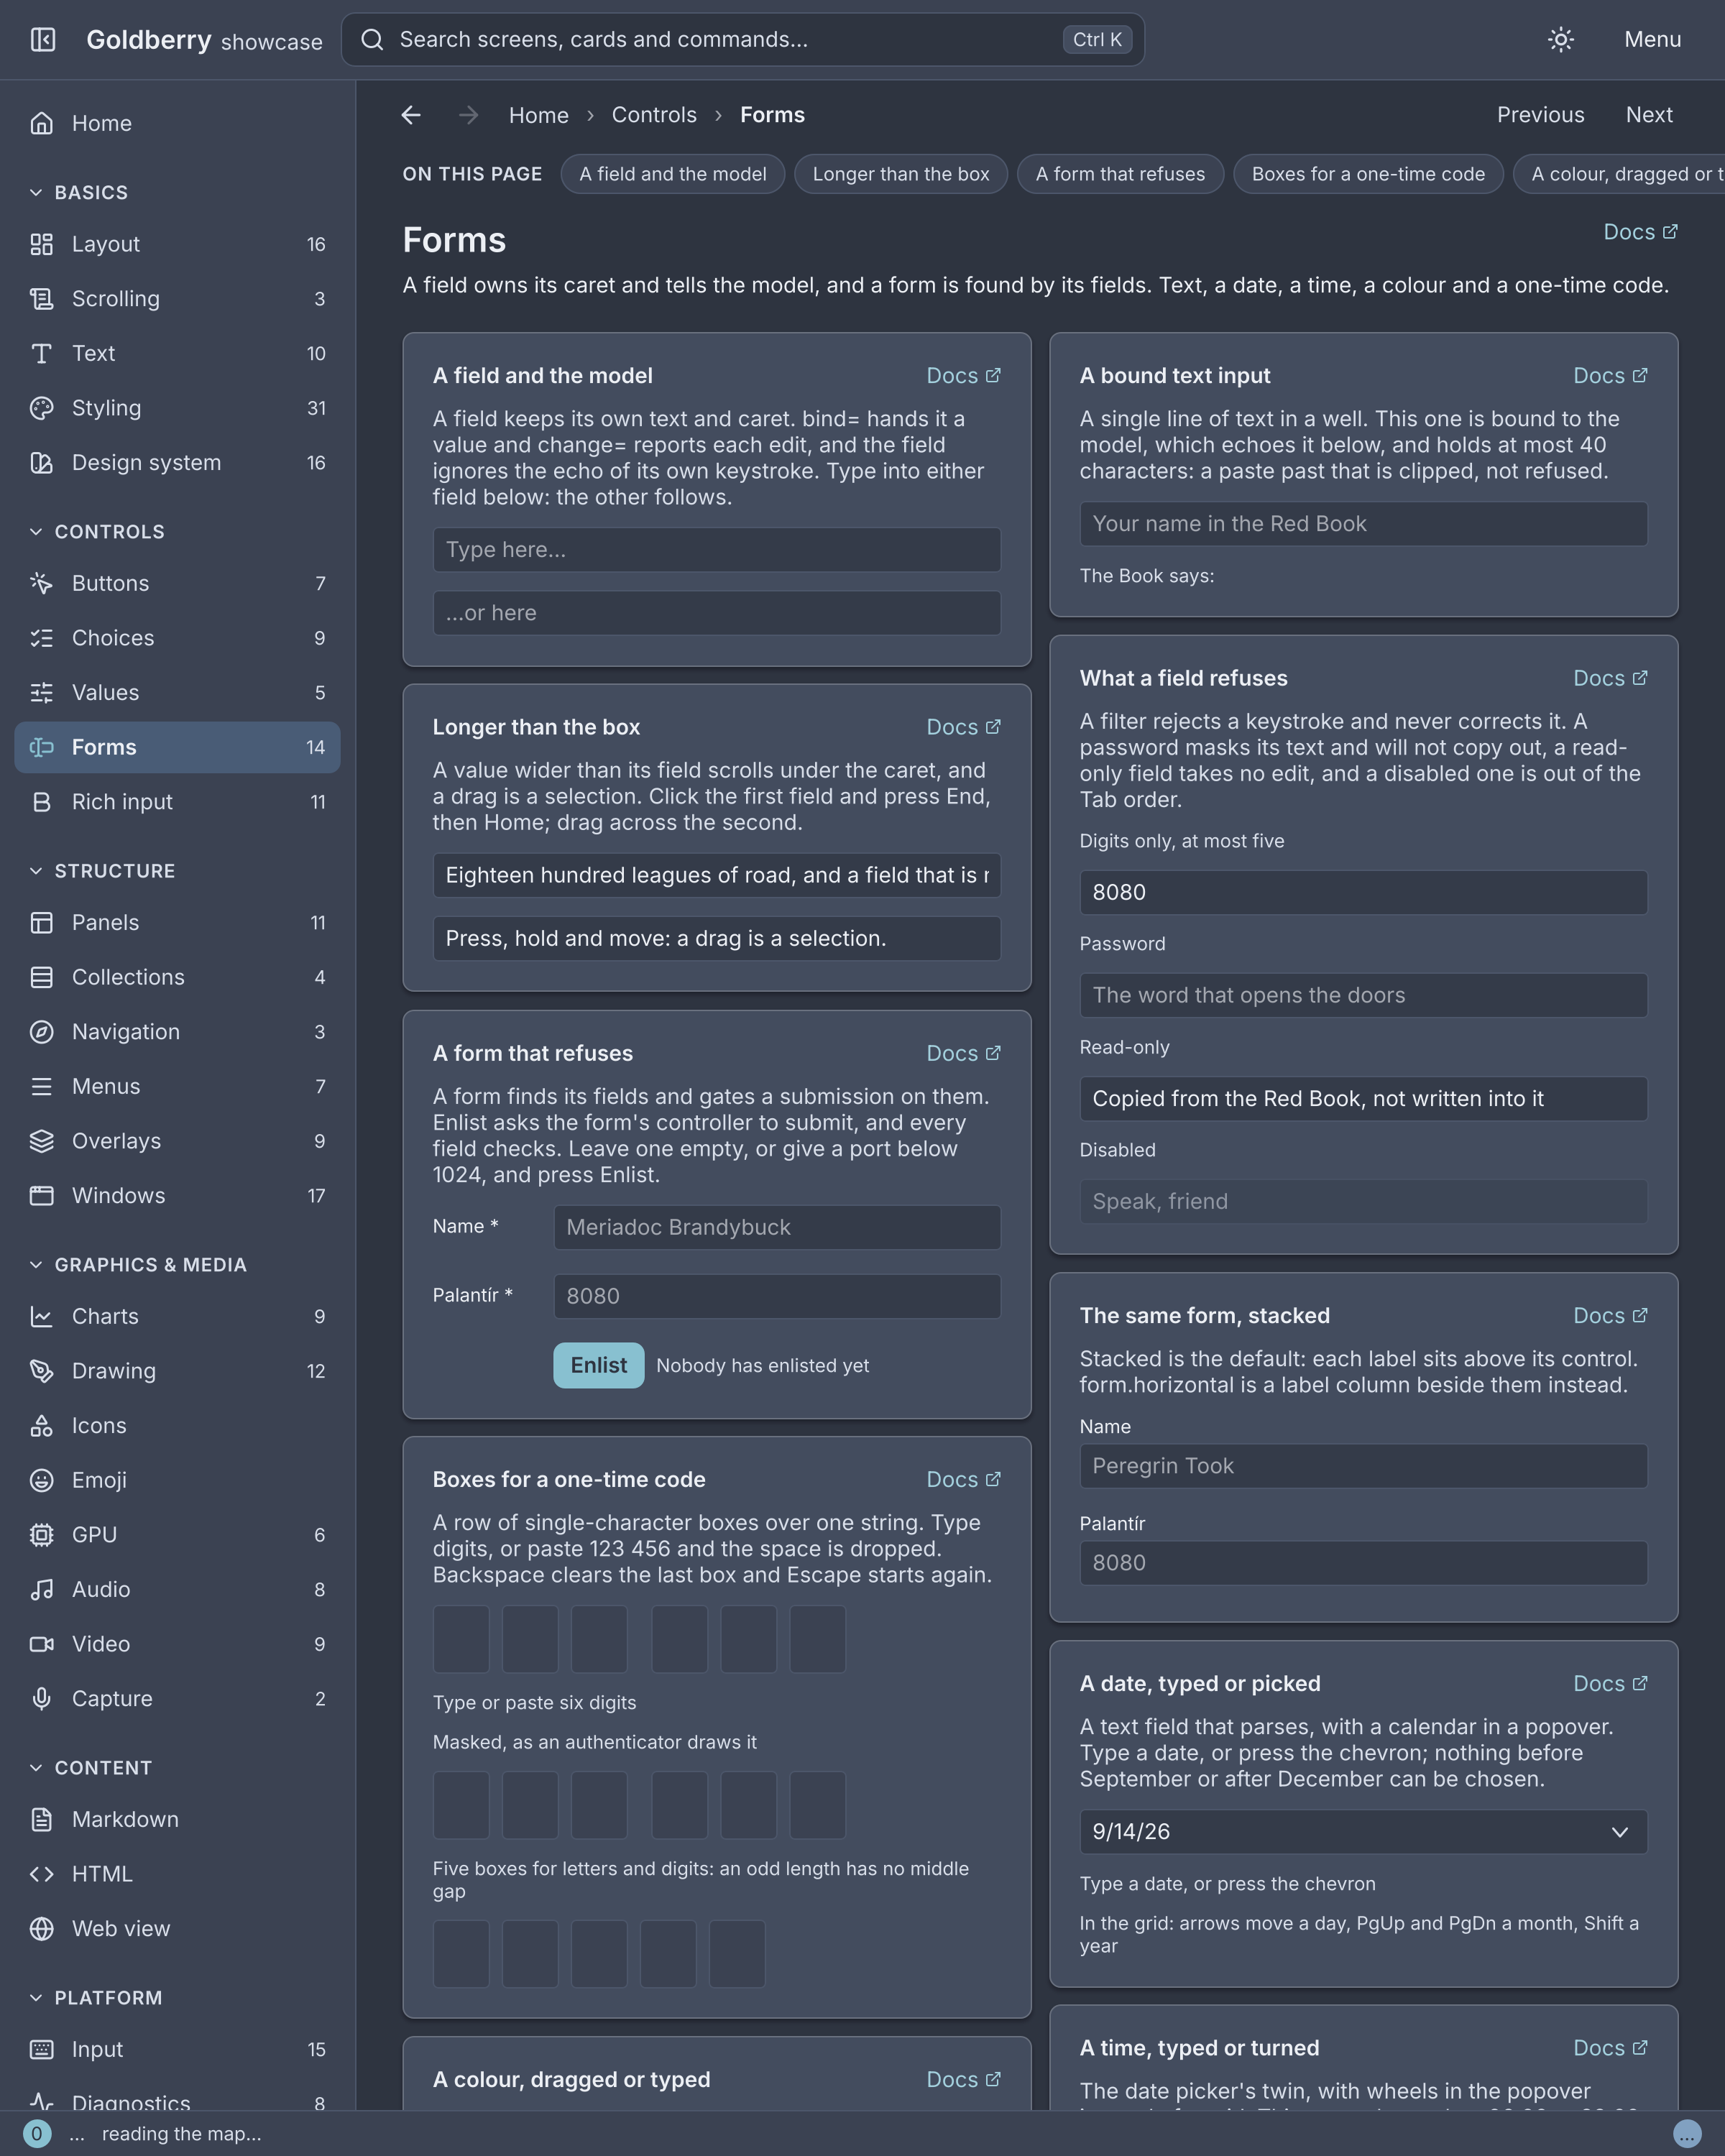 Goldberry showcase
Search screens, cards and commands...
Ctrl K
Menu
Home
BASICS
Layout 16
Scrolling 3
Text 10
Styling 31
Design system 16
CONTROLS
Buttons 7
Choices 9
Values 5
Forms 14
Rich input 11
STRUCTURE
Panels 11
Collections 4
Navigation 3
Menus 7
Overlays 9
Windows 17
GRAPHICS & MEDIA
Charts 9
Drawing 12
Icons
Emoji
GPU 6
Audio 8
Video 9
Capture 2
CONTENT
Markdown
HTML
Web view
PLATFORM
Input 15
Diagnostics 8
Home › Controls › Forms
Previous Next
ON THIS PAGE
A field and the model
Longer than the box
A form that refuses
Boxes for a one-time code
A colour, dragged or t
Forms
Docs
A field owns its caret and tells the model, and a form is found by its fields. Text, a date, a time, a colour and a one-time code.
A field and the model Docs
A field keeps its own text and caret. bind= hands it a
value and change= reports each edit, and the field
ignores the echo of its own keystroke. Type into either
field below: the other follows.
Type here...
...or here
Longer than the box Docs
A value wider than its field scrolls under the caret, and
a drag is a selection. Click the first field and press End,
then Home; drag across the second.
Eighteen hundred leagues of road, and a field that is
Press, hold and move: a drag is a selection.
A form that refuses Docs
A form finds its fields and gates a submission on them.
Enlist asks the form's controller to submit, and every
field checks. Leave one empty, or give a port below
1024, and press Enlist.
Name * Meriadoc Brandybuck
Palantír * 8080
Enlist Nobody has enlisted yet
Boxes for a one-time code Docs
A row of single-character boxes over one string. Type
digits, or paste 123 456 and the space is dropped.
Backspace clears the last box and Escape starts again.
Type or paste six digits
Masked, as an authenticator draws it
Five boxes for letters and digits: an odd length has no middle
gap
A colour, dragged or typed Docs
A bound text input Docs
A single line of text in a well. This one is bound to the
model, which echoes it below, and holds at most 40
characters: a paste past that is clipped, not refused.
Your name in the Red Book
The Book says:
What a field refuses Docs
A filter rejects a keystroke and never corrects it. A
password masks its text and will not copy out, a read-
only field takes no edit, and a disabled one is out of the
Tab order.
Digits only, at most five
8080
Password
The word that opens the doors
Read-only
Copied from the Red Book, not written into it
Disabled
Speak, friend
The same form, stacked Docs
Stacked is the default: each label sits above its control.
form.horizontal is a label column beside them instead.
Name
Peregrin Took
Palantír
8080
A date, typed or picked Docs
A text field that parses, with a calendar in a popover.
Type a date, or press the chevron; nothing before
September or after December can be chosen.
9/14/26
Type a date, or press the chevron
In the grid: arrows move a day, PgUp and PgDn a month, Shift a
year
A time, typed or turned Docs
The date picker's twin, with wheels in the popover
0 ... reading the map...
...